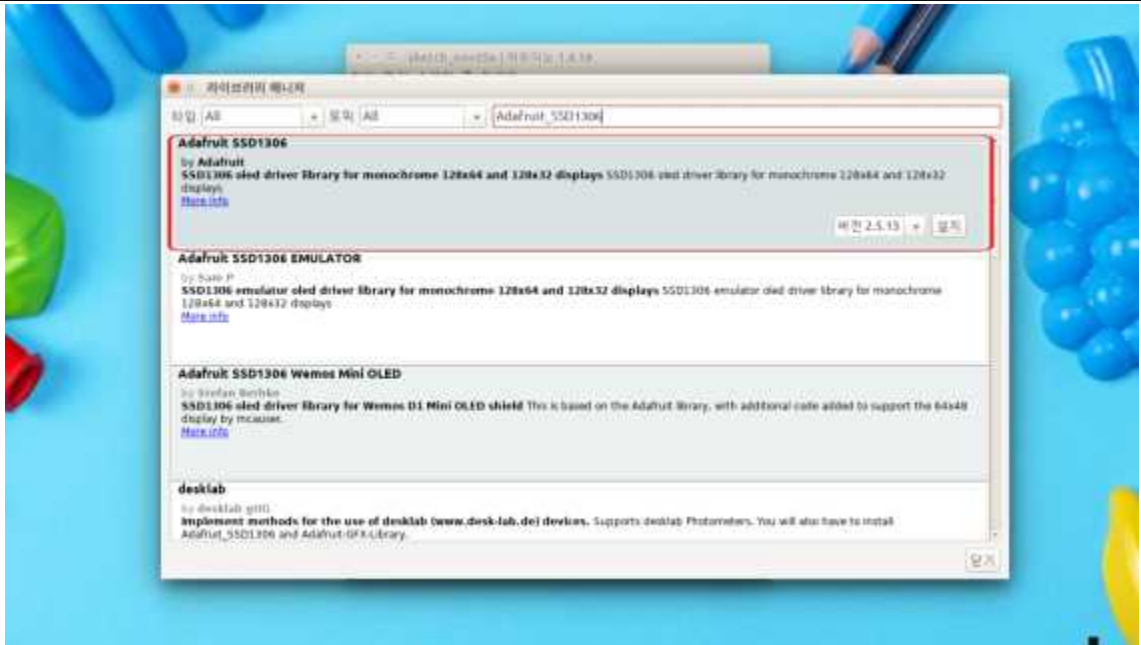 라이브러리 매니저
타입 All 토픽 All Adafruit_SSD1306
Adafruit SSD1306
by Adafruit
SSD1306 oled driver library for monochrome 128x64 and 128x32 displays SSD1306 oled driver library for monochrome 128x64 and 128x32
displays
More info
버전 2.5.13 설치
Adafruit SSD1306 EMULATOR
by Sam P
SSD1306 emulator oled driver library for monochrome 128x64 and 128x32 displays SSD1306 emulator oled driver library for monochrome
128x64 and 128x32 displays
More info
Adafruit SSD1306 Wemos Mini OLED
by Stefan
SSD1306 oled driver library for Wemos D1 Mini OLED shield This is based on the Adafruit library, with additional code added to support the 64x48
display by mcauser.
More info
desklab
by desklab
Implement methods for the use of desklab (www.desk-lab.de) devices. Supports desklab Photometers. You will also have to install
Adafruit_SSD1306 and Adafruit-GFX-Library.
닫기